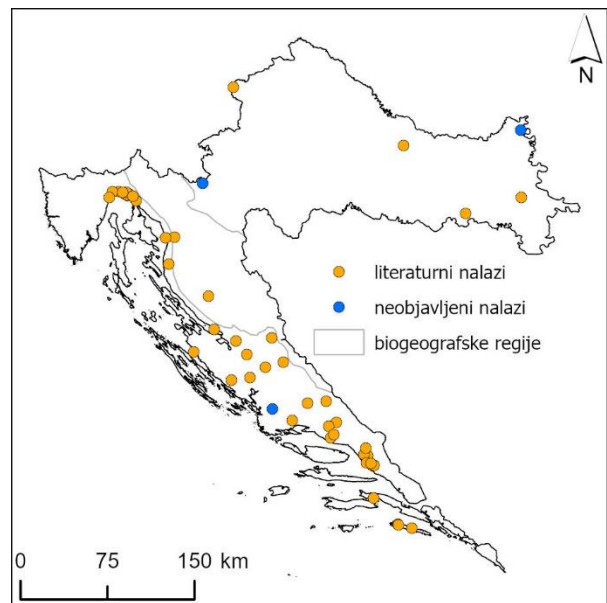 N
literaturni nalazi
neobjavljeni nalazi
biogeografske regije
0 75 150 km